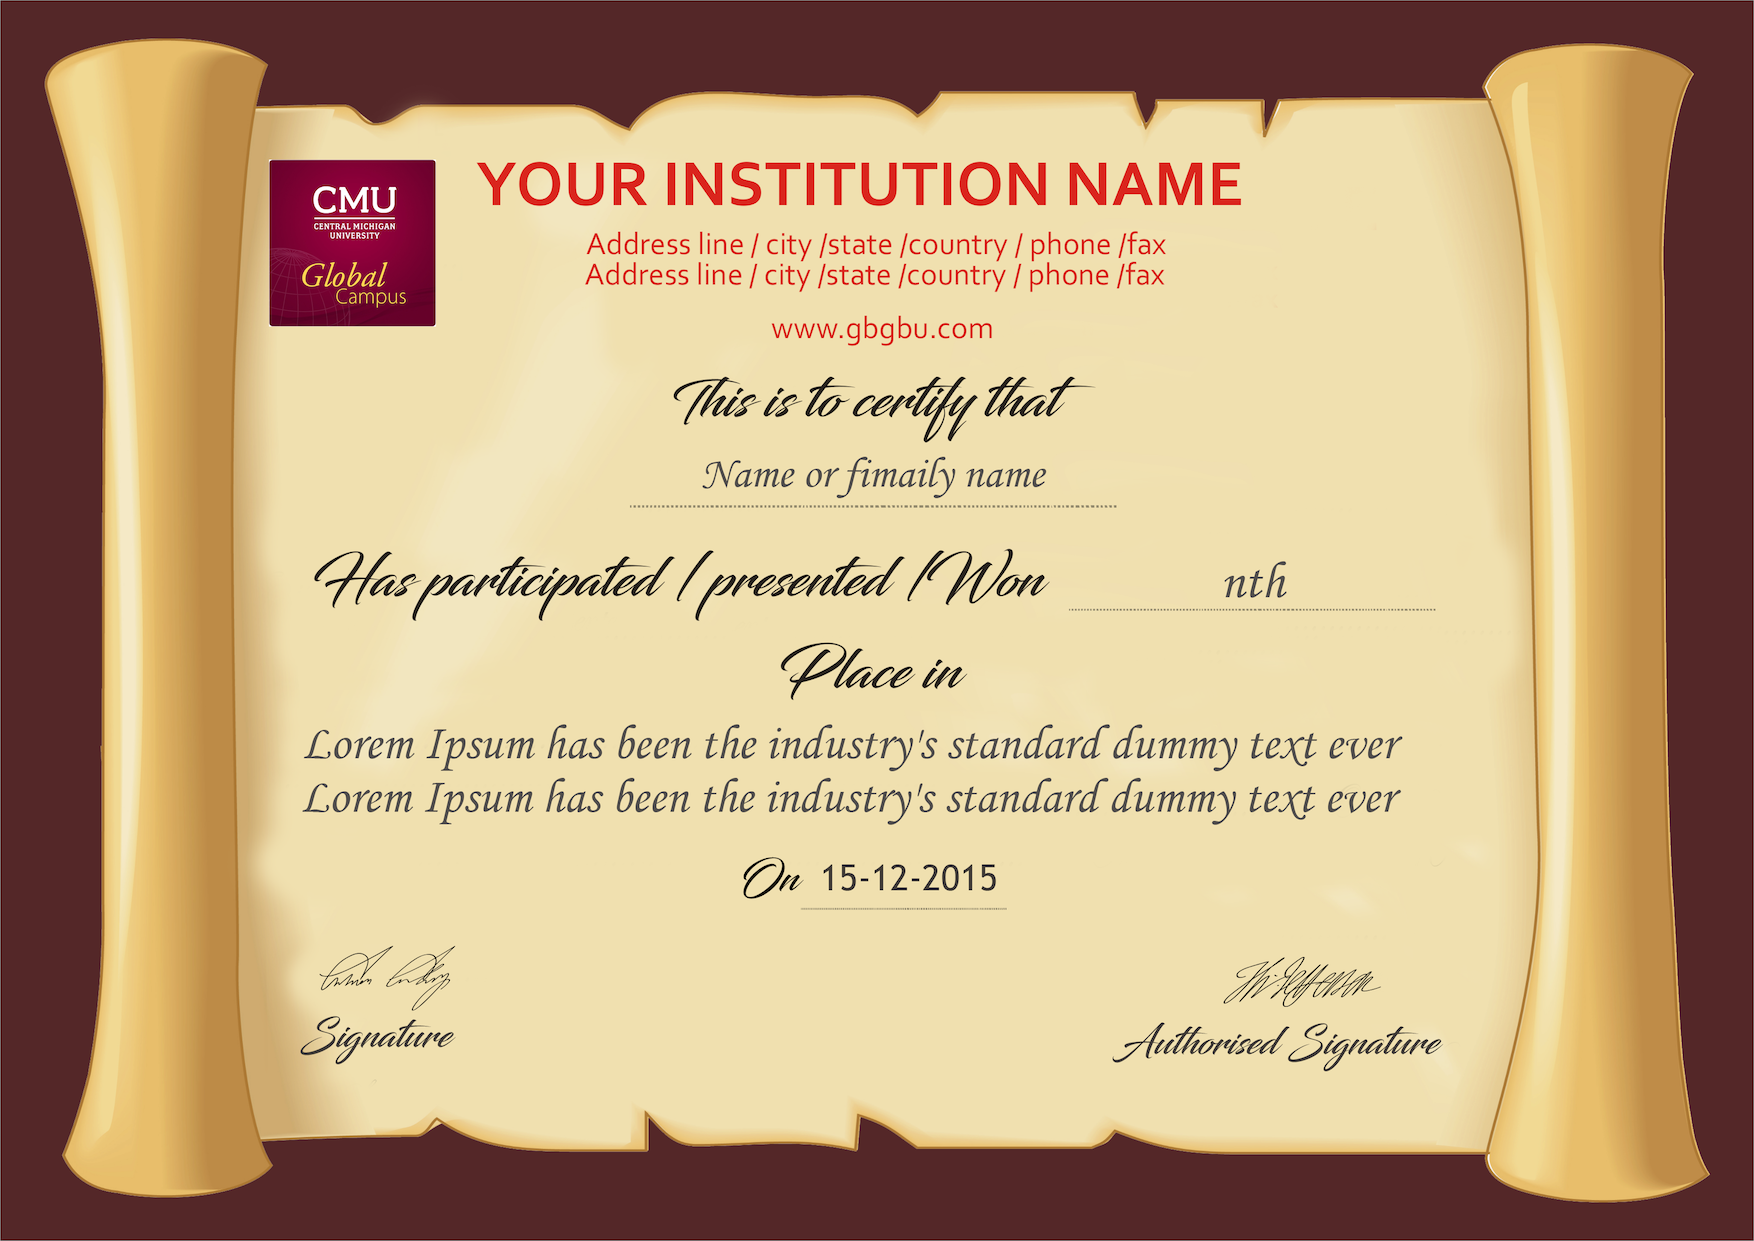 CMU
CENTRAL MICHIGAN
UNIVERSITY
Global
Campus
YOUR INSTITUTION NAME
Address line / city /state /country / phone /fax
Address line / city /state /country / phone /fax
www.gbgbu.com
This is to certify that
Name or fimaily name
Has participated / presented / Won nth
Place in
Lorem Ipsum has been the industry's standard dummy text ever
Lorem Ipsum has been the industry's standard dummy text ever
On 15-12-2015
Th. Jefferson
Signature
Authorised Signature